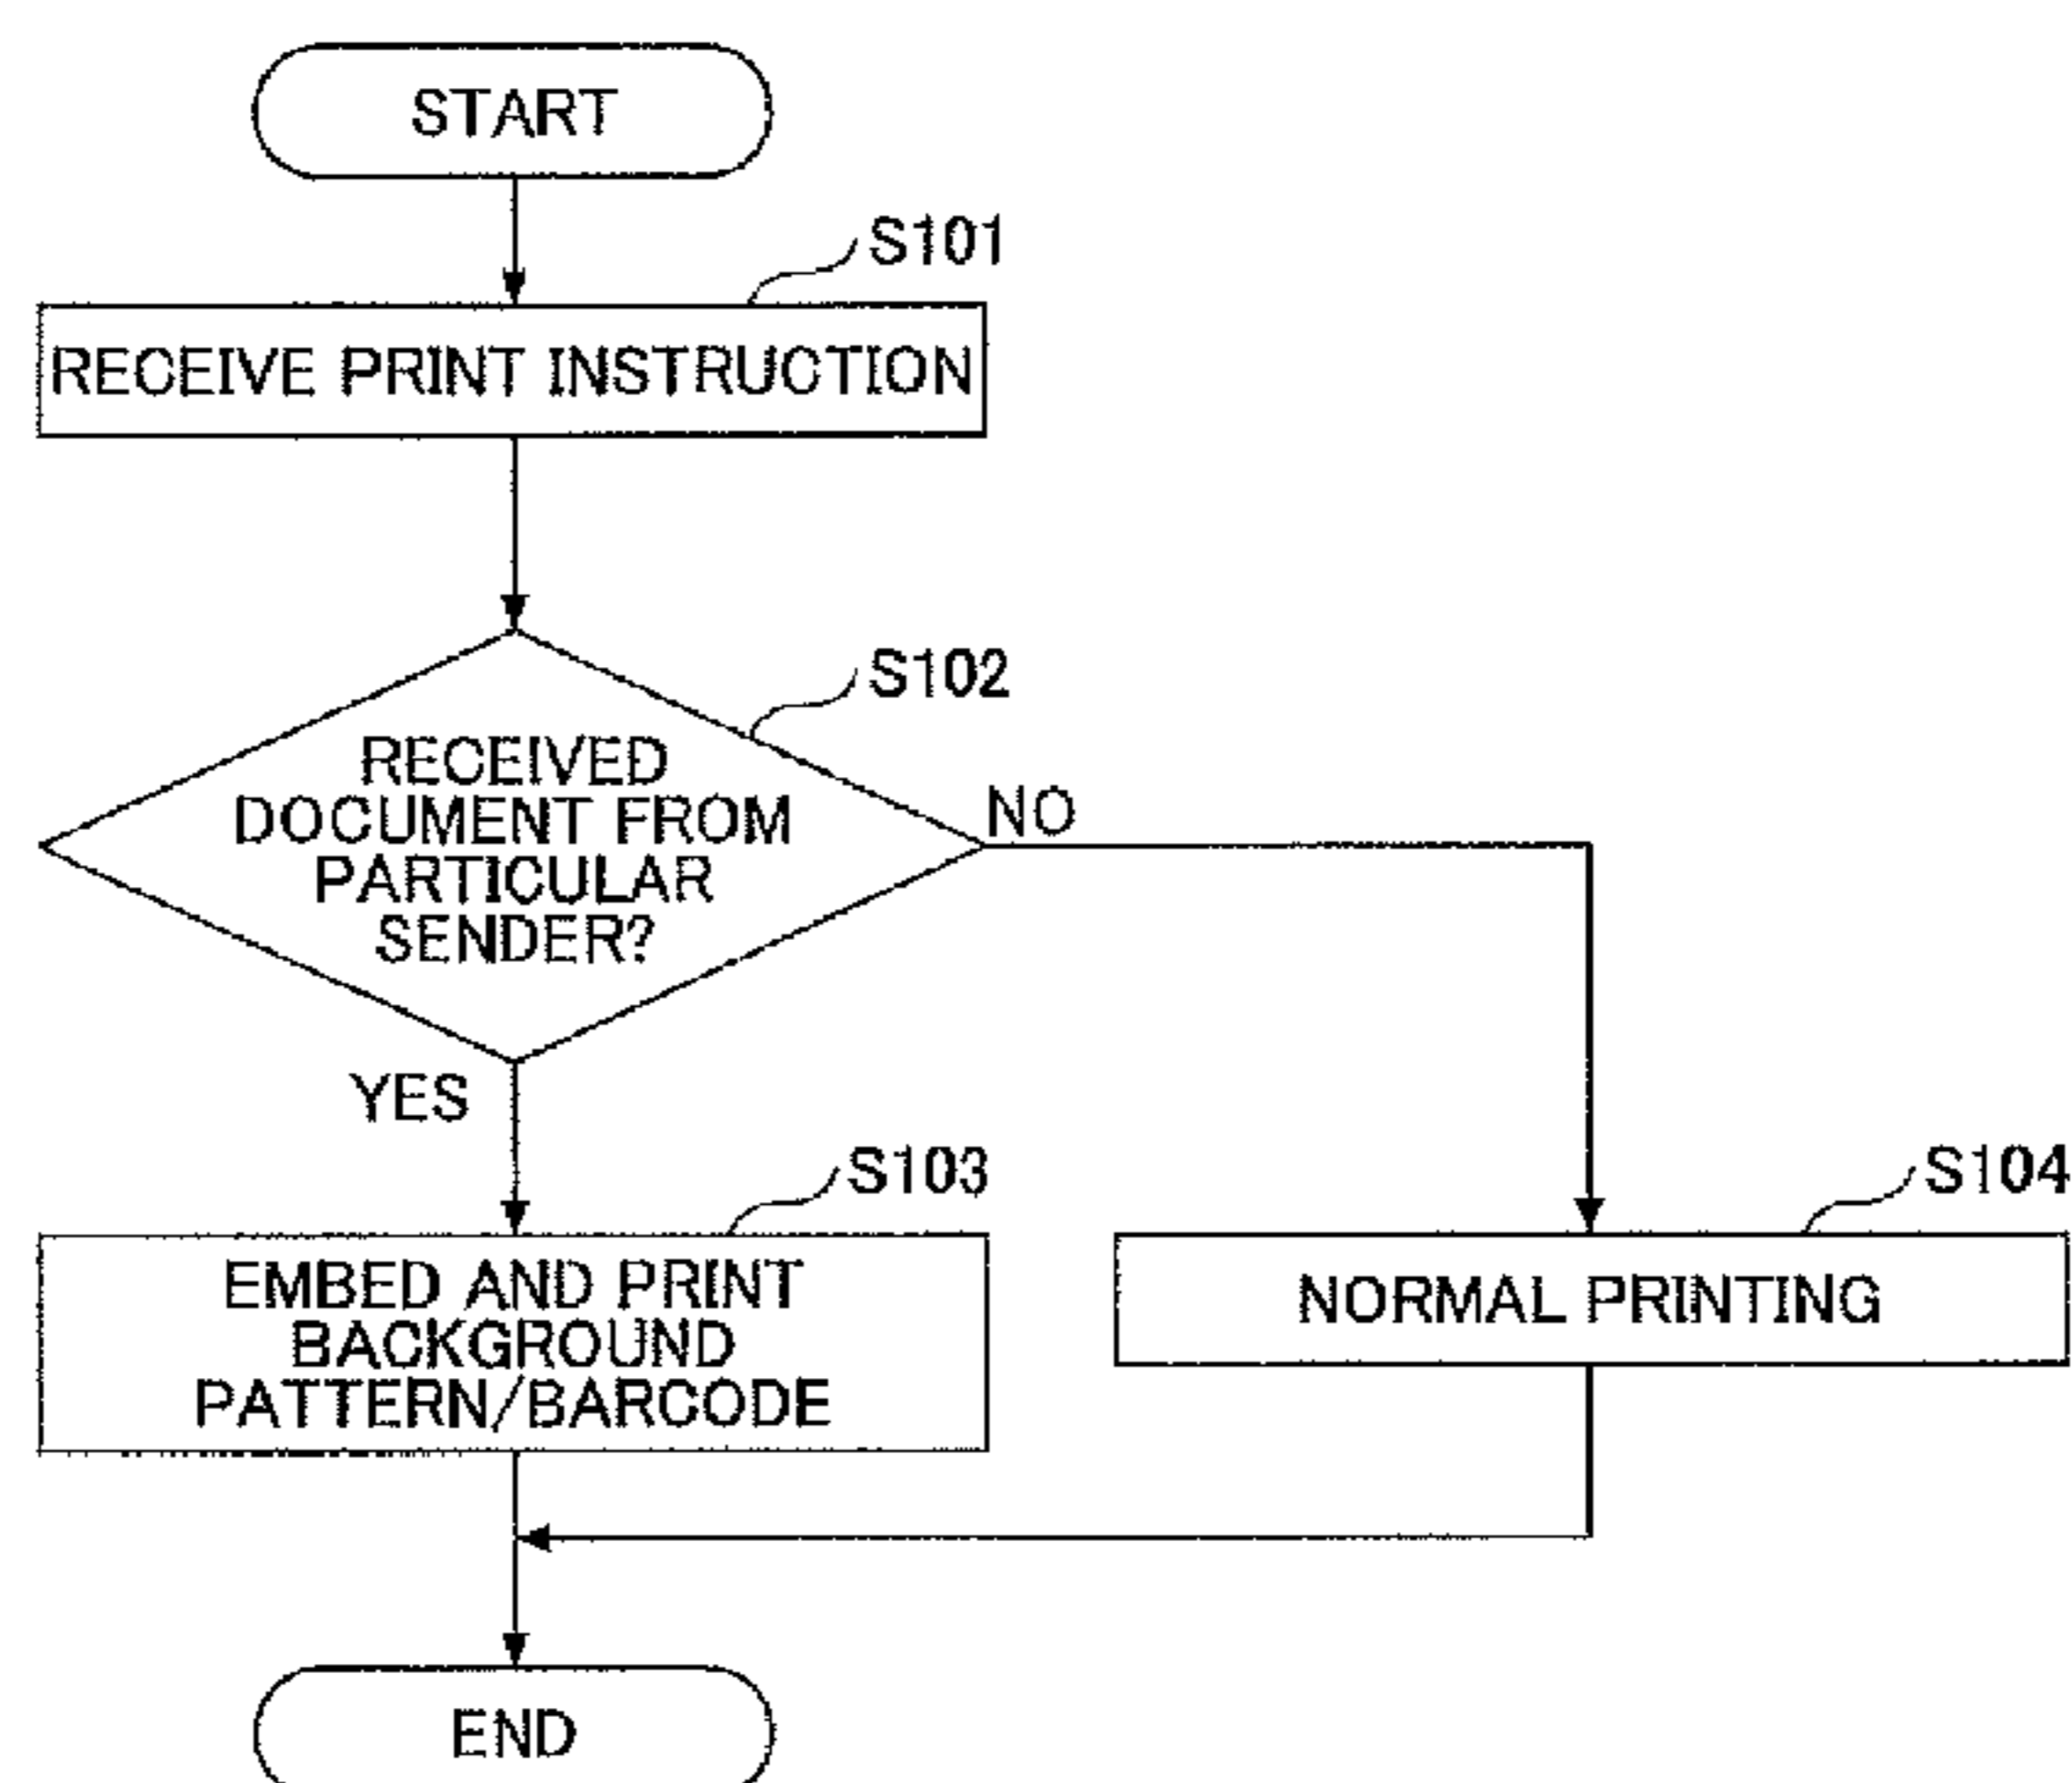 START
S101
RECEIVE PRINT INSTRUCTION
S102
RECEIVED
DOCUMENT FROM
PARTICULAR
SENDER?
NO
YES
S103
EMBED AND PRINT
BACKGROUND
PATTERN/BARCODE
S104
NORMAL PRINTING
END